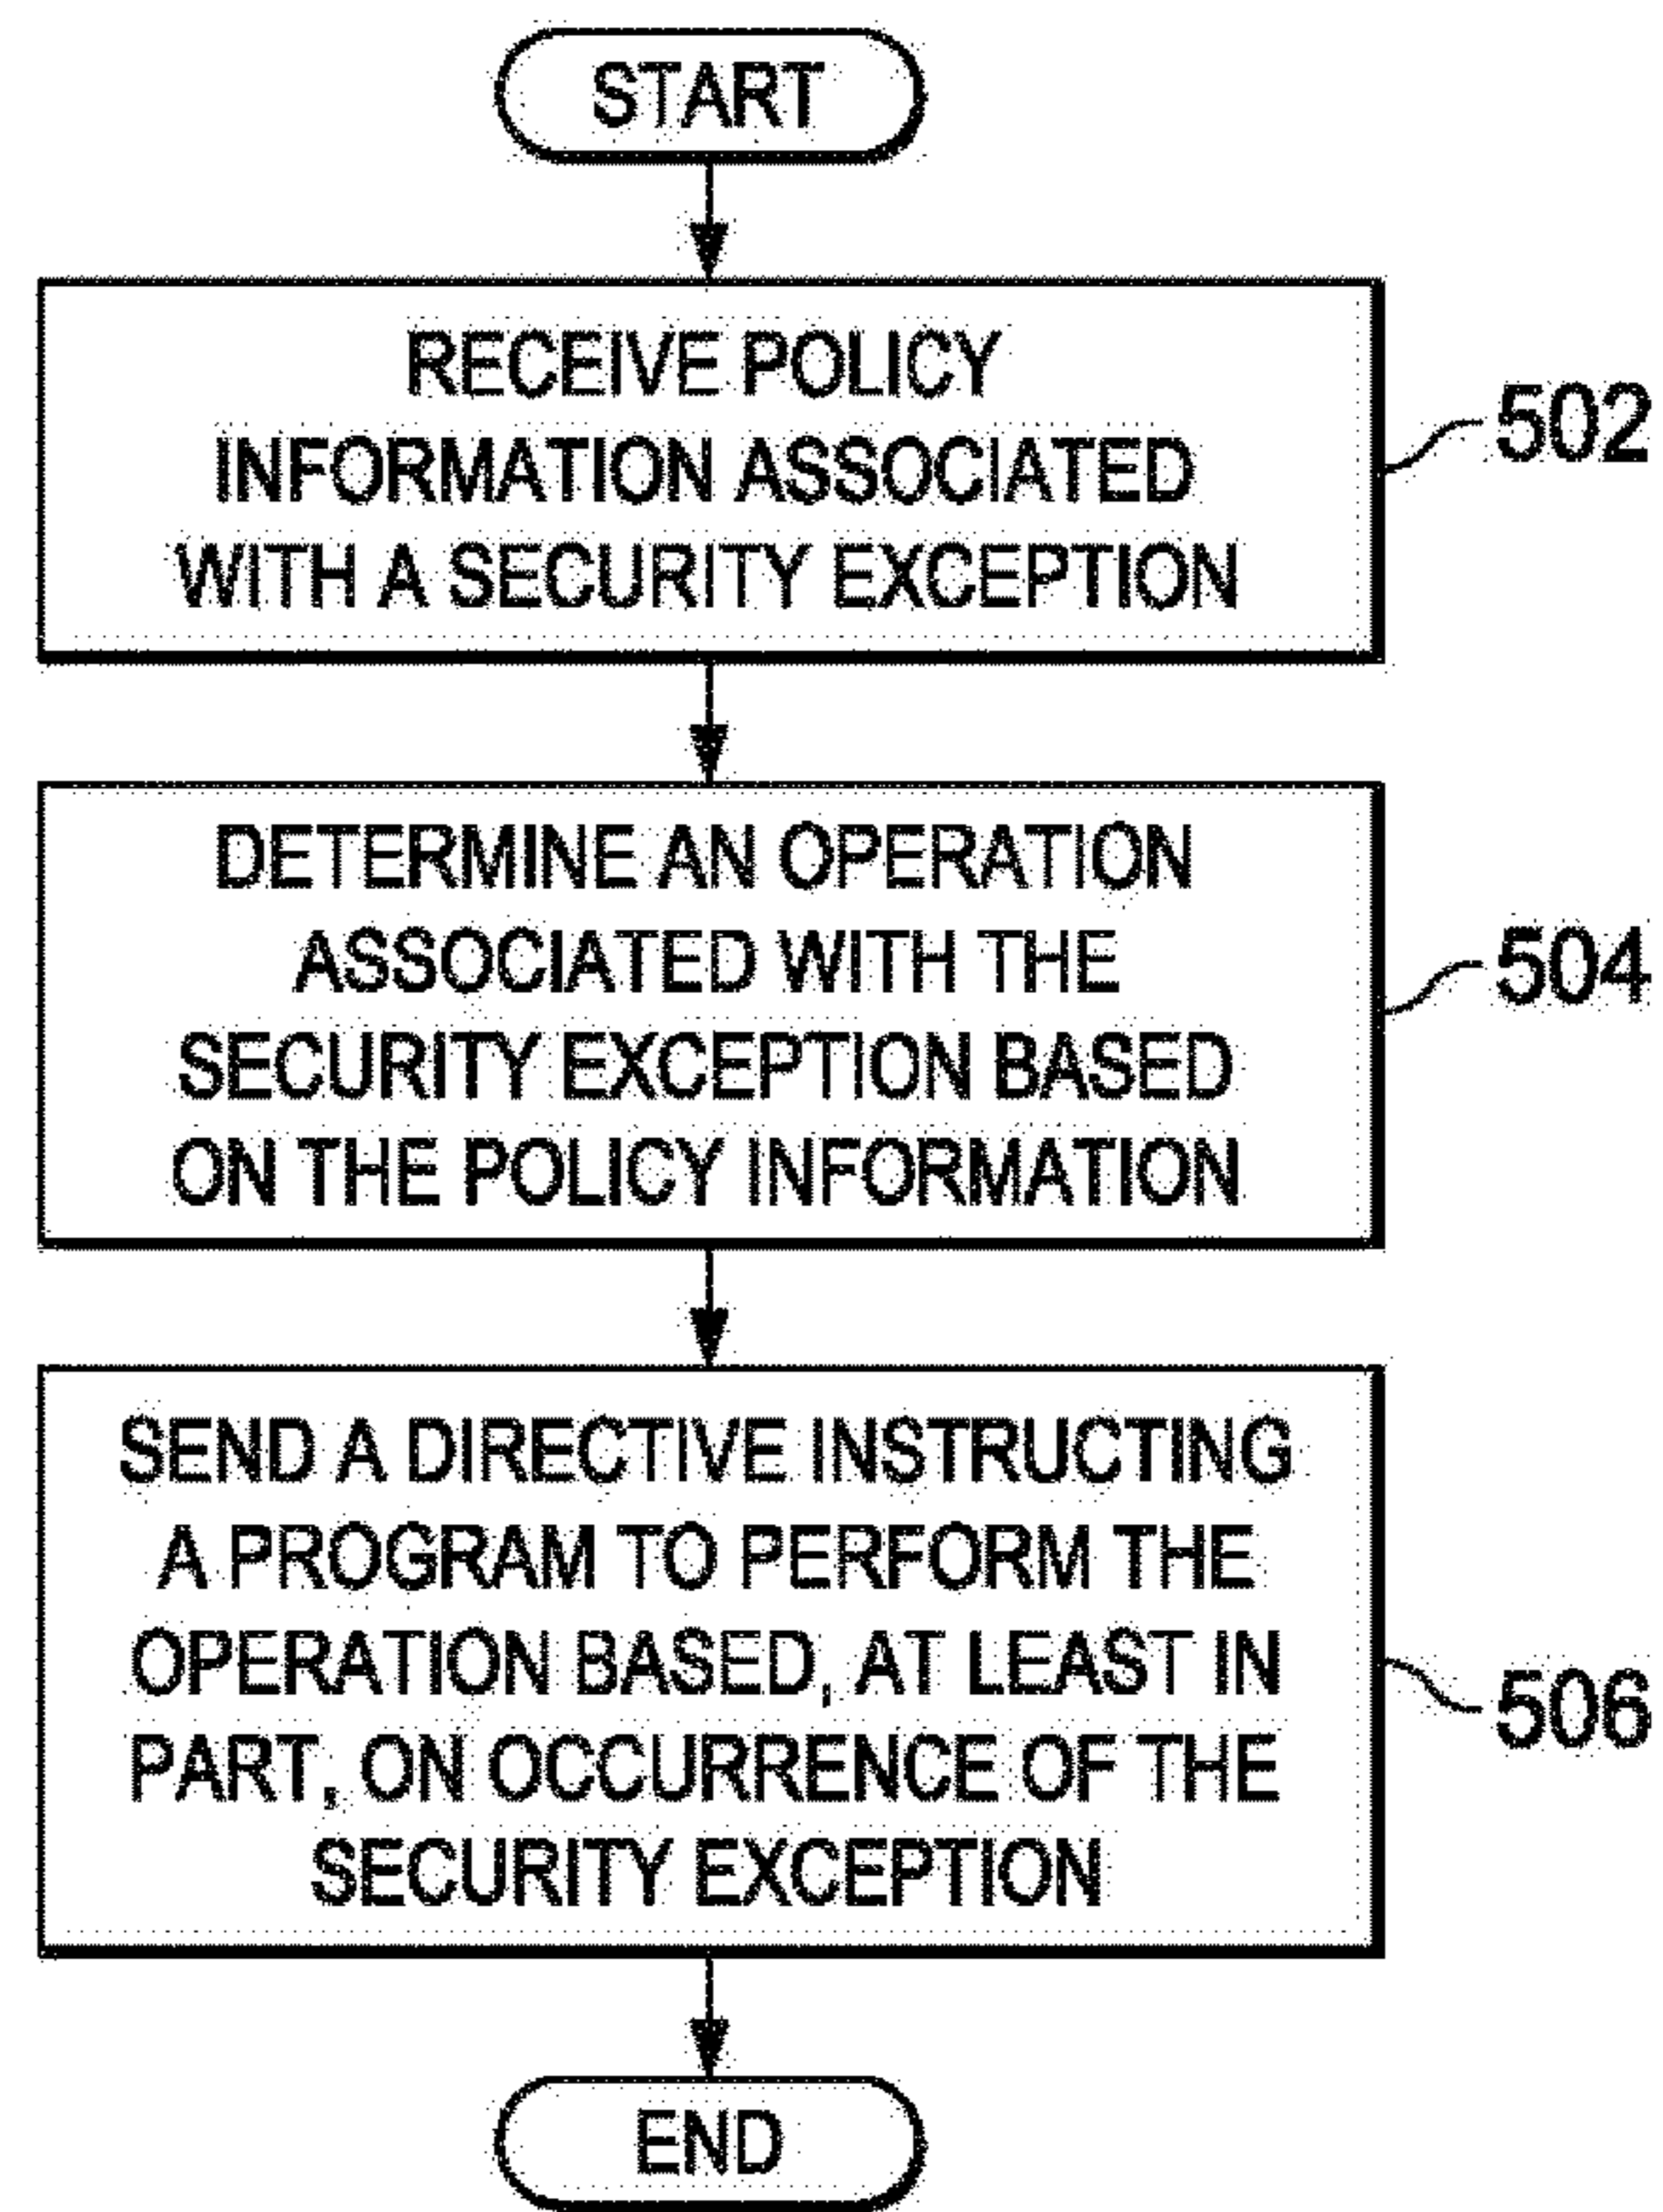 START
RECEIVE POLICY
INFORMATION ASSOCIATED
WITH A SECURITY EXCEPTION
502
DETERMINE AN OPERATION
ASSOCIATED WITH THE
SECURITY EXCEPTION BASED
ON THE POLICY INFORMATION
504
SEND A DIRECTIVE INSTRUCTING
A PROGRAM TO PERFORM THE
OPERATION BASED, AT LEAST IN
PART, ON OCCURRENCE OF THE
SECURITY EXCEPTION
506
END